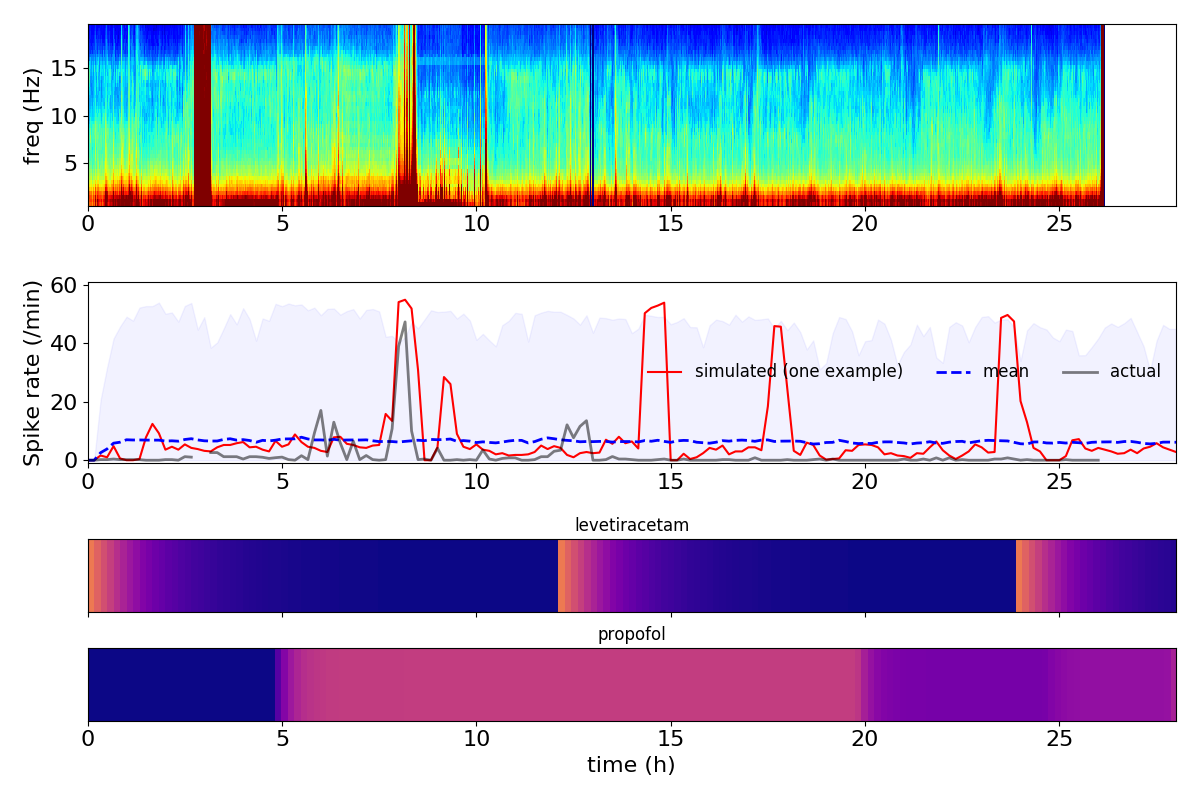 freq (Hz)
15
10
5
0 5 10 15 20 25
Spike rate (/min)
60
40
20
0
simulated (one example) mean actual
0 5 10 15 20 25
levetiracetam
propofol
0 5 10 15 20 25
time (h)